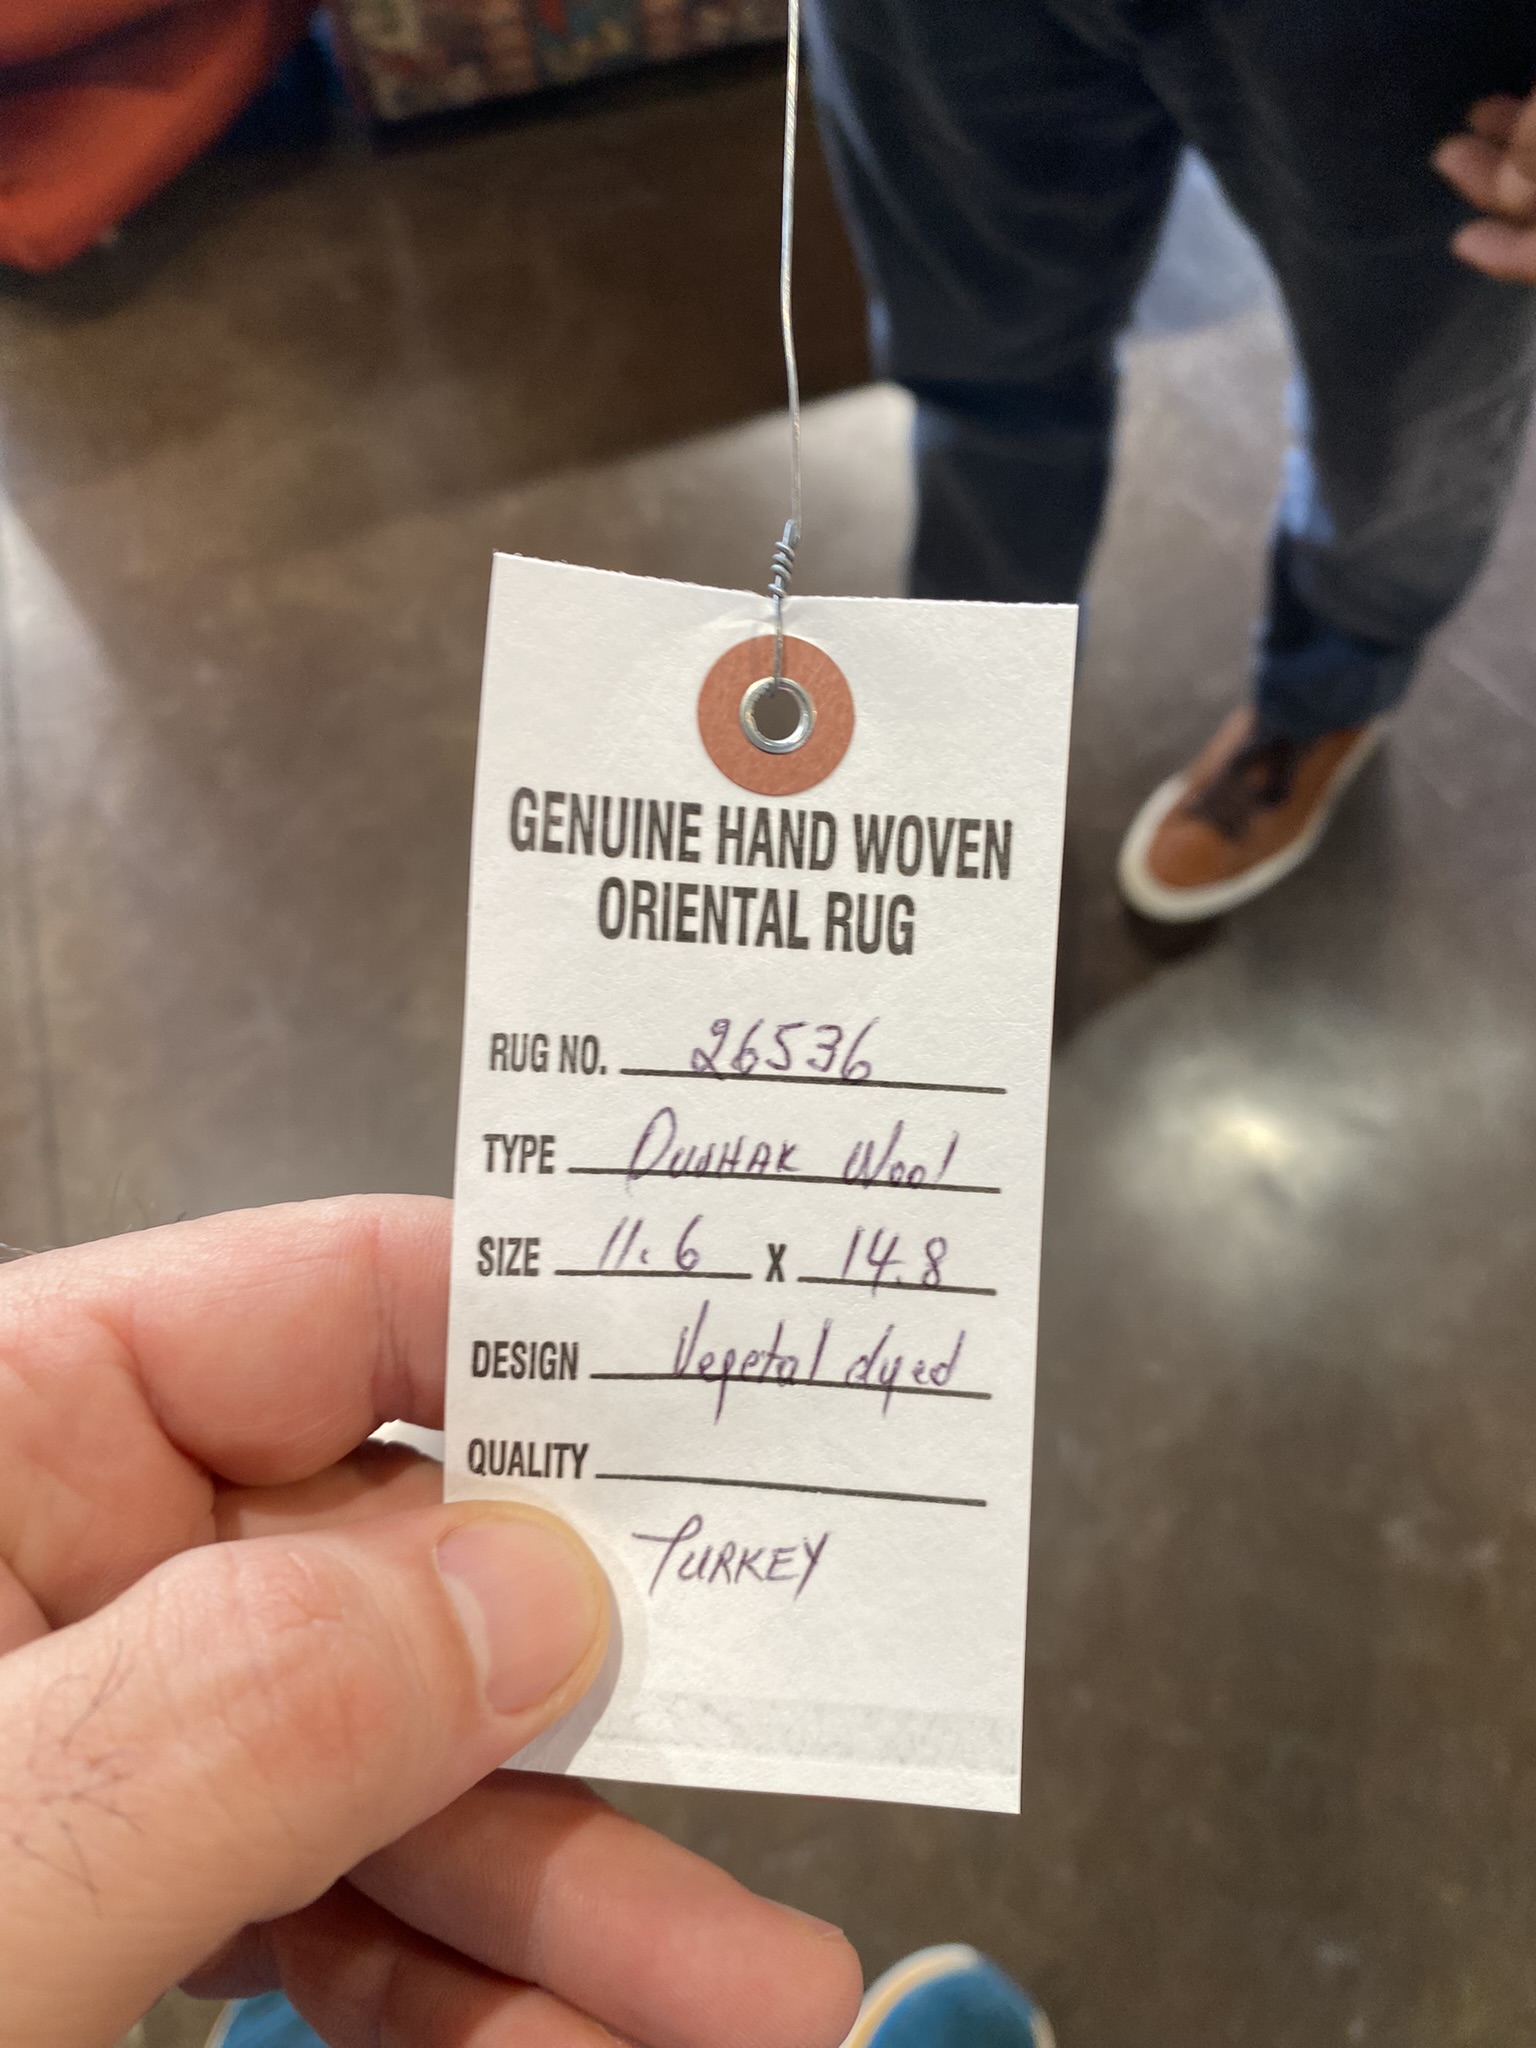 GENUINE HAND WOVEN
ORIENTAL RUG
RUG NO. 26536
TYPE DUSHAK Wool
SIZE 11.6 X 14.8
DESIGN Vegetal dyed
QUALITY
TURKEY